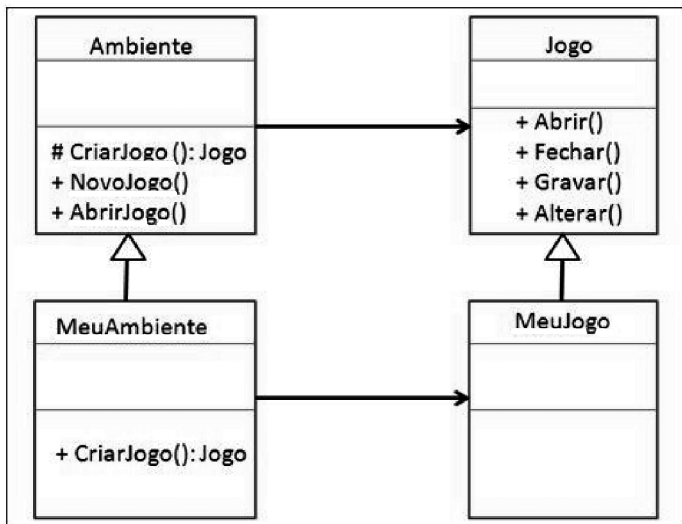 Ambiente
# CriarJogo (): Jogo
+ NovoJogo()
+ AbrirJogo()
Jogo
+ Abrir()
+ Fechar()
+ Gravar()
+ Alterar()
MeuAmbiente
+ CriarJogo(): Jogo
MeuJogo